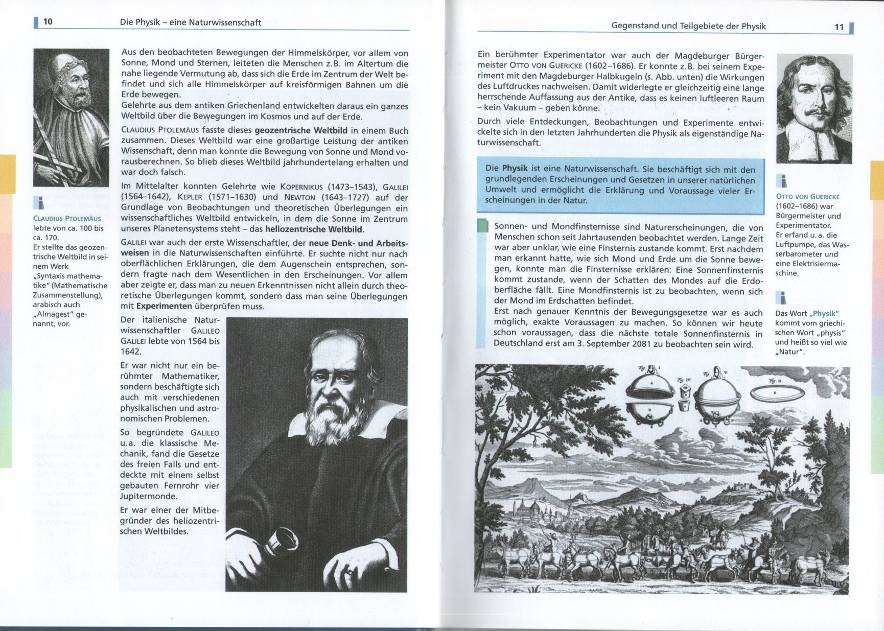 10
Die Physik – eine Naturwissenschaft
Aus den beobachteten Bewegungen der Himmelskörper, vor allem von
Sonne, Mond und Sternen, leiteten die Menschen z.B. im Altertum die
nahe liegende Vermutung ab, dass sich die Erde im Zentrum der Welt be-
findet und sich alle Himmelskörper auf kreisförmigen Bahnen um die
Erde bewegen.
Gelehrte aus dem antiken Griechenland entwickelten daraus ein ganzes
Weltbild über die Bewegungen im Kosmos und auf der Erde.
CLAUDIUS PTOLEMÄUS fasste dieses geozentrische Weltbild in einem Buch
zusammen. Dieses Weltbild war eine großartige Leistung der antiken
Wissenschaft, denn man konnte die Bewegung von Sonne und Mond vo-
rausberechnen. So blieb dieses Weltbild jahrhundertelang erhalten und
war doch falsch.
Im Mittelalter konnten Gelehrte wie KOPERNIKUS (1473–1543), GALILEI
(1564–1642), KEPLER (1571–1630) und NEWTON (1643–1727) auf der
Grundlage von Beobachtungen und theoretischen Überlegungen ein
wissenschaftliches Weltbild entwickeln, in dem die Sonne im Zentrum
unseres Planetensystems steht – das heliozentrische Weltbild.
GALILEI war auch der erste Wissenschaftler, der neue Denk- und Arbeits-
weisen in die Naturwissenschaften einführte. Er suchte nicht nur nach
oberflächlichen Erklärungen, die dem Augenschein entsprechen, son-
dern fragte nach dem Wesentlichen in den Erscheinungen. Vor allem
aber zeigte er, dass man zu neuen Erkenntnissen nicht allein durch theo-
retische Überlegungen kommt, sondern dass man seine Überlegungen
mit Experimenten überprüfen muss.
Der italienische Natur-
wissenschaftler GALILEO
GALILEI lebte von 1564 bis
1642.
Er war nicht nur ein be-
rühmter Mathematiker,
sondern beschäftigte sich
auch mit verschiedenen
physikalischen und astro-
nomischen Problemen.
So begründete GALILEO
u.a. die klassische Me-
chanik, fand die Gesetze
des freien Falls und ent-
deckte mit einem selbst
gebauten Fernrohr vier
Jupitermonde.
Er war einer der Mitbe-
gründer des heliozentri-
schen Weltbildes.
CLAUDIUS PTOLEMÄUS
lebte von ca. 100 bis
ca. 170.
Er stellte das geozen-
trische Weltbild in sei-
nem Werk
„Syntaxis mathema-
tike“ (Mathematische
Zusammenstellung),
arabisch auch
„Almagest“ ge-
nannt, vor.
Gegenstand und Teilgebiete der Physik
11
Ein berühmter Experimentator war auch der Magdeburger Bürger-
meister OTTO VON GUERICKE (1602–1686). Er konnte z.B. bei seinem Expe-
riment mit den Magdeburger Halbkugeln (s. Abb. unten) die Wirkungen
des Luftdruckes nachweisen. Damit widerlegte er gleichzeitig eine lange
herrschende Auffassung aus der Antike, dass es keinen luftleeren Raum
– kein Vakuum – geben könne.
Durch viele Entdeckungen, Beobachtungen und Experimente entwi-
ckelte sich in den letzten Jahrhunderten die Physik als eigenständige Na-
turwissenschaft.
Die Physik ist eine Naturwissenschaft. Sie beschäftigt sich mit den
grundlegenden Erscheinungen und Gesetzen in unserer natürlichen
Umwelt und ermöglicht die Erklärung und Voraussage vieler Er-
scheinungen in der Natur.
Sonnen- und Mondfinsternisse sind Naturerscheinungen, die von
Menschen schon seit Jahrtausenden beobachtet werden. Lange Zeit
war aber unklar, wie eine Finsternis zustande kommt. Erst nachdem
man erkannt hatte, wie sich Mond und Erde um die Sonne bewe-
gen, konnte man die Finsternisse erklären: Eine Sonnenfinsternis
kommt zustande, wenn der Schatten des Mondes auf die Erdo-
berfläche fällt. Eine Mondfinsternis ist zu beobachten, wenn sich
der Mond im Erdschatten befindet.
Erst nach genauer Kenntnis der Bewegungsgesetze war es auch
möglich, exakte Voraussagen zu machen. So können wir heute
schon voraussagen, dass die nächste totale Sonnenfinsternis in
Deutschland erst am 3. September 2081 zu beobachten sein wird.
OTTO VON GUERICKE
(1602–1686) war
Bürgermeister und
Experimentator.
Er erfand u. a. die
Luftpumpe, das Was-
serbarometer und
eine Elektrisierma-
schine.
Das Wort „Physik“
kommt vom griechi-
schen Wort „physis“
und heißt so viel wie
„Natur“.